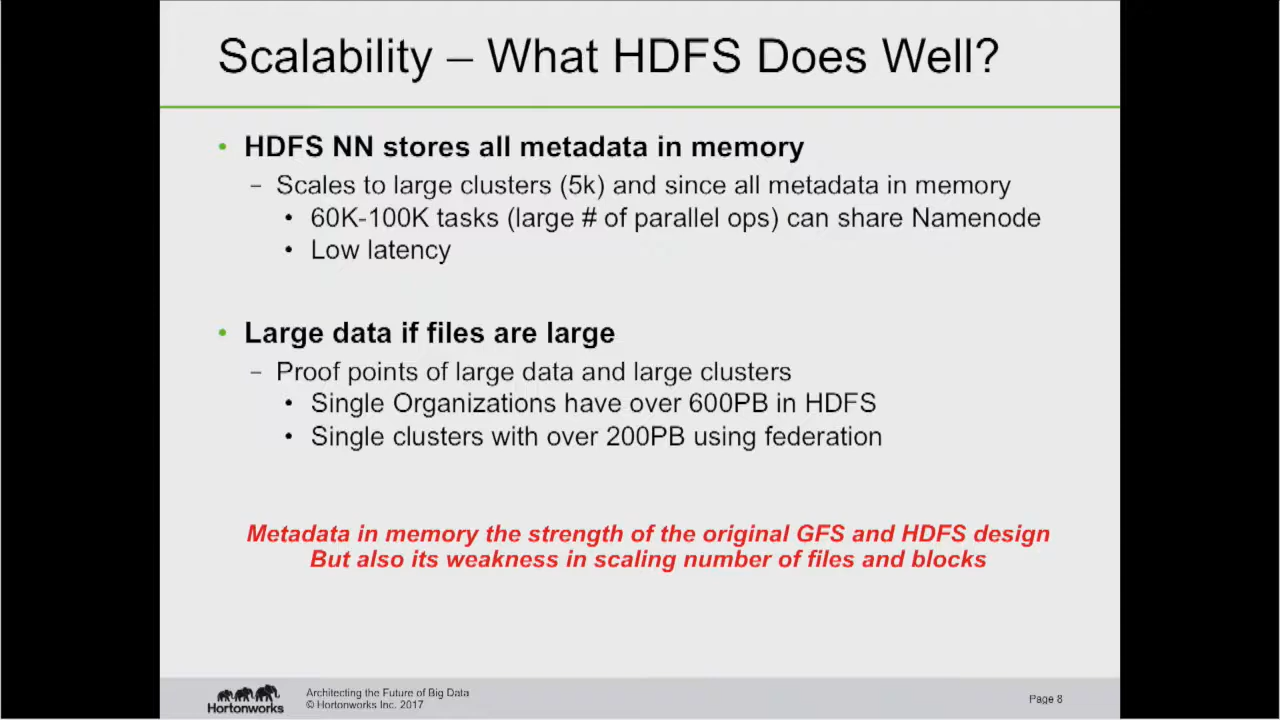 Scalability – What HDFS Does Well?
• HDFS NN stores all metadata in memory
– Scales to large clusters (5k) and since all metadata in memory
• 60K-100K tasks (large # of parallel ops) can share Namenode
• Low latency
• Large data if files are large
– Proof points of large data and large clusters
• Single Organizations have over 600PB in HDFS
• Single clusters with over 200PB using federation
Metadata in memory the strength of the original GFS and HDFS design
But also its weakness in scaling number of files and blocks
Hortonworks
Architecting the Future of Big Data
© Hortonworks Inc. 2017
Page 8